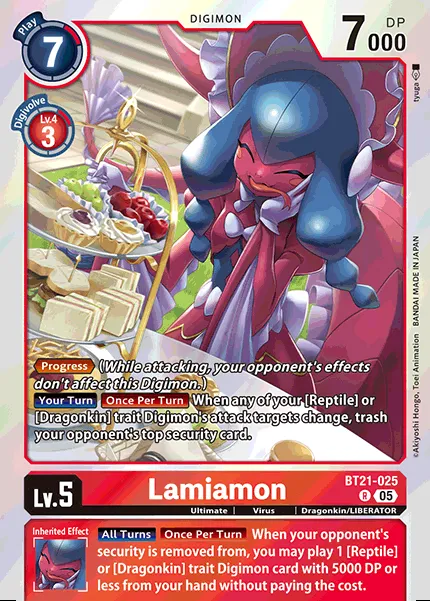 DIGIMON
Play
7
7000
DP
Digivolve
Lv.4
3
tyuga
Progress (While attacking, your opponent's effects
don't affect this Digimon.)
Your Turn Once Per Turn When any of your [Reptile] or
[Dragonkin] trait Digimon's attack targets change, trash
your opponent's top security card.
©Akiyoshi Hongo, Toei Animation BANDAI MADE IN JAPAN
Lv.5
Lamiamon
BT21-025
R 05
Ultimate Virus Dragonkin/LIBERATOR
Inherited Effect
All Turns Once Per Turn When your opponent's
security is removed from, you may play 1 [Reptile]
or [Dragonkin] trait Digimon card with 5000 DP or
less from your hand without paying the cost.